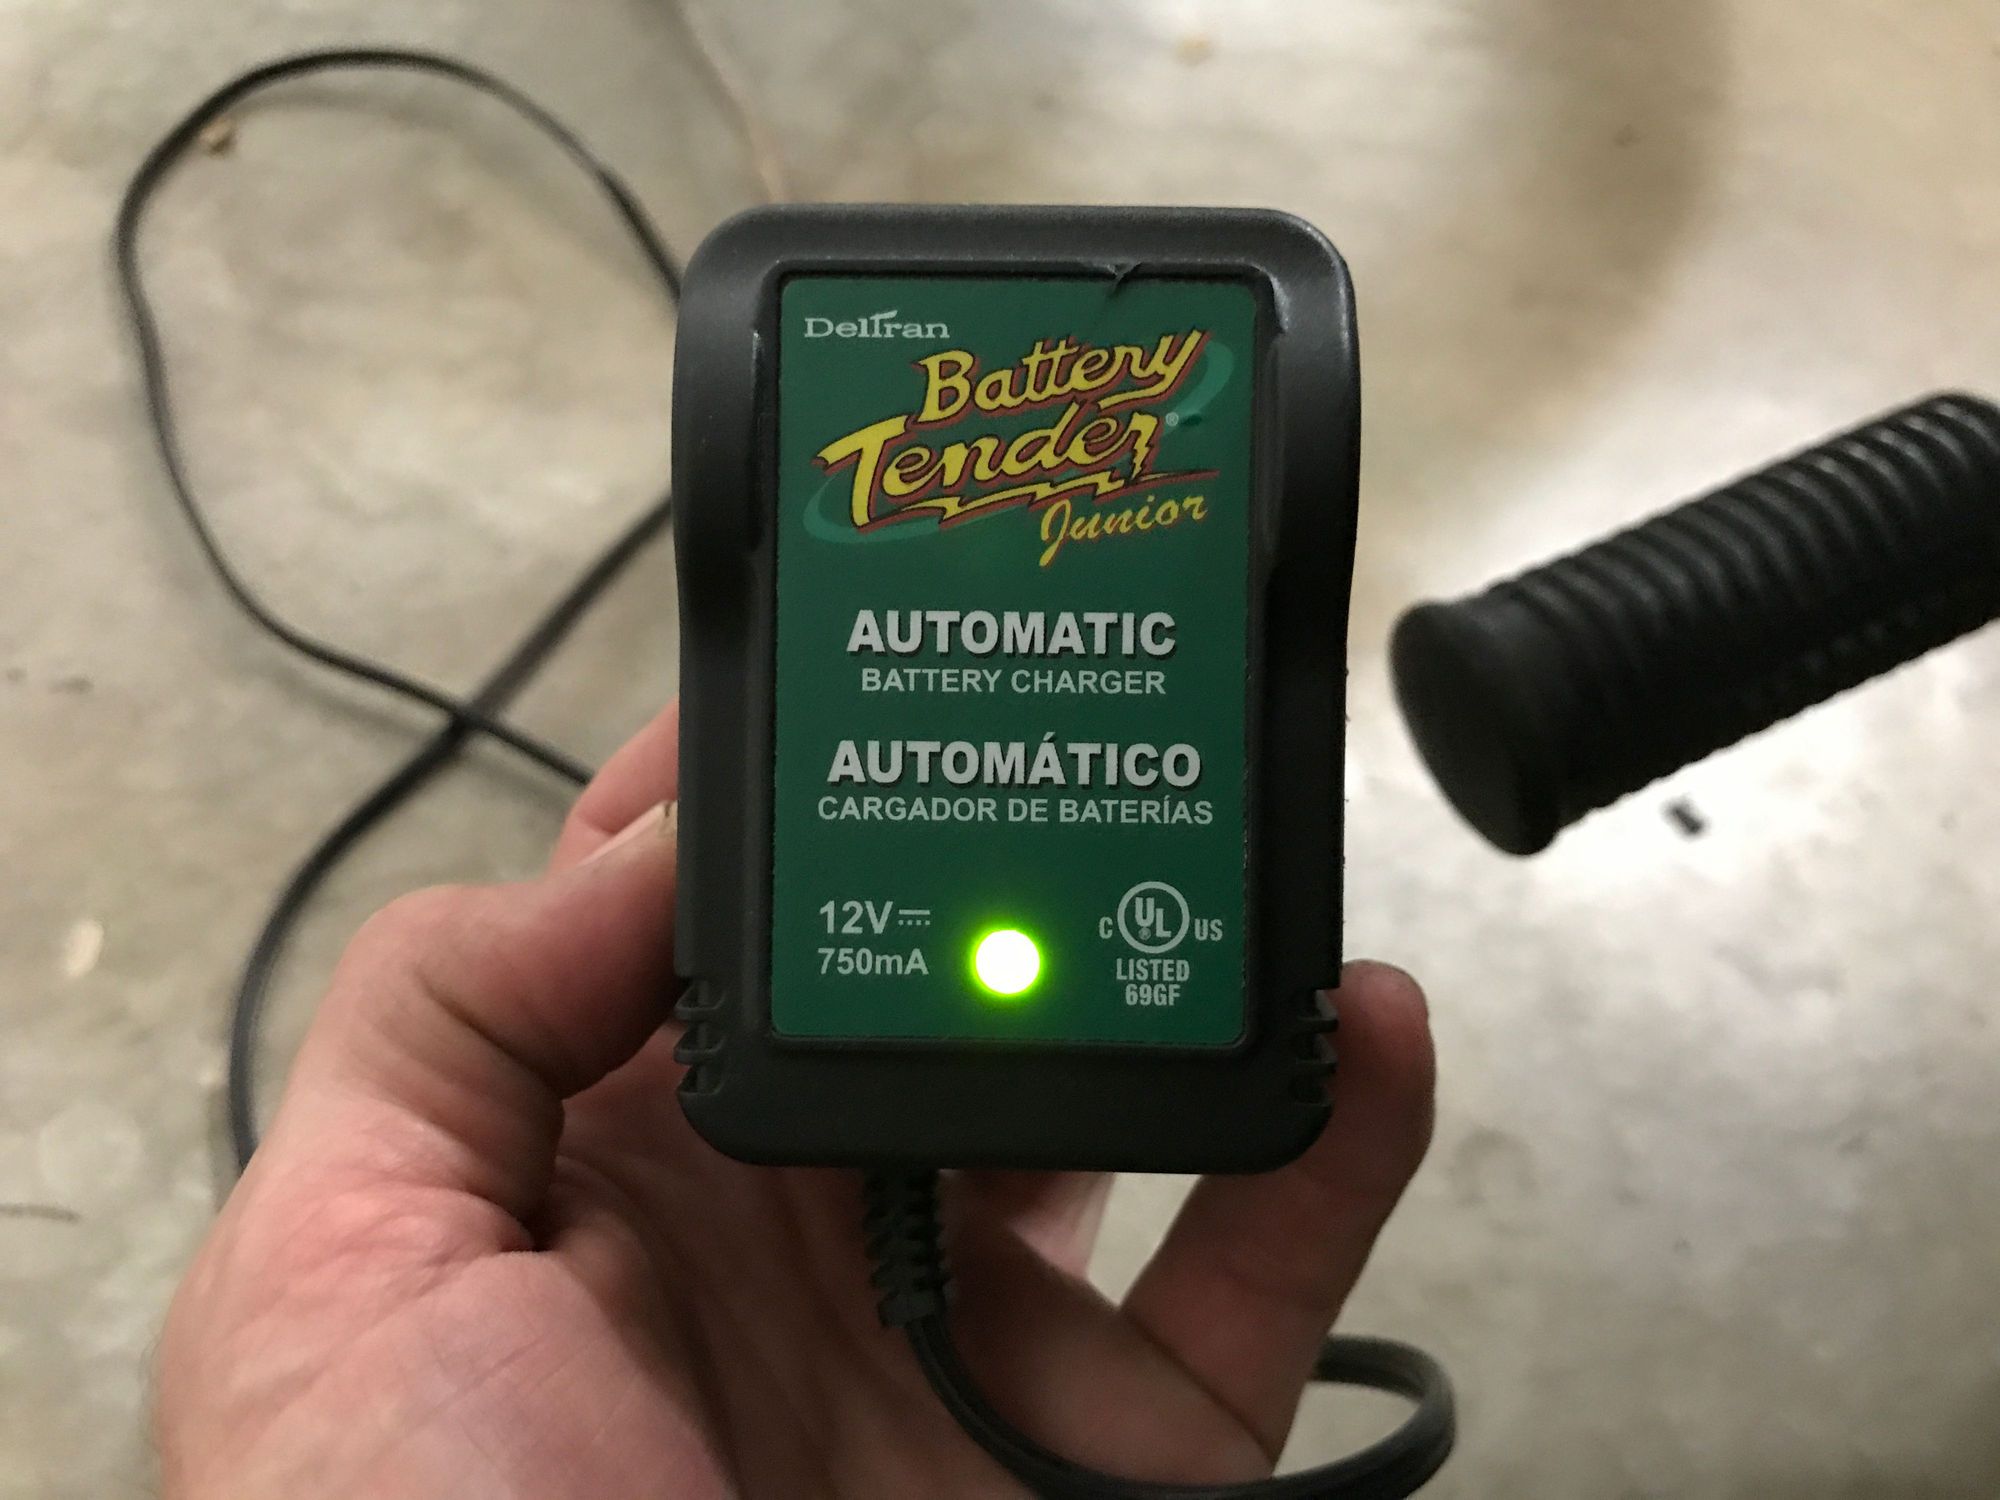 Deltran
Battery
Tender®
Junior
AUTOMATIC
BATTERY CHARGER
AUTOMÁTICO
CARGADOR DE BATERÍAS
12V
750mA
C UL® US
LISTED
69GF